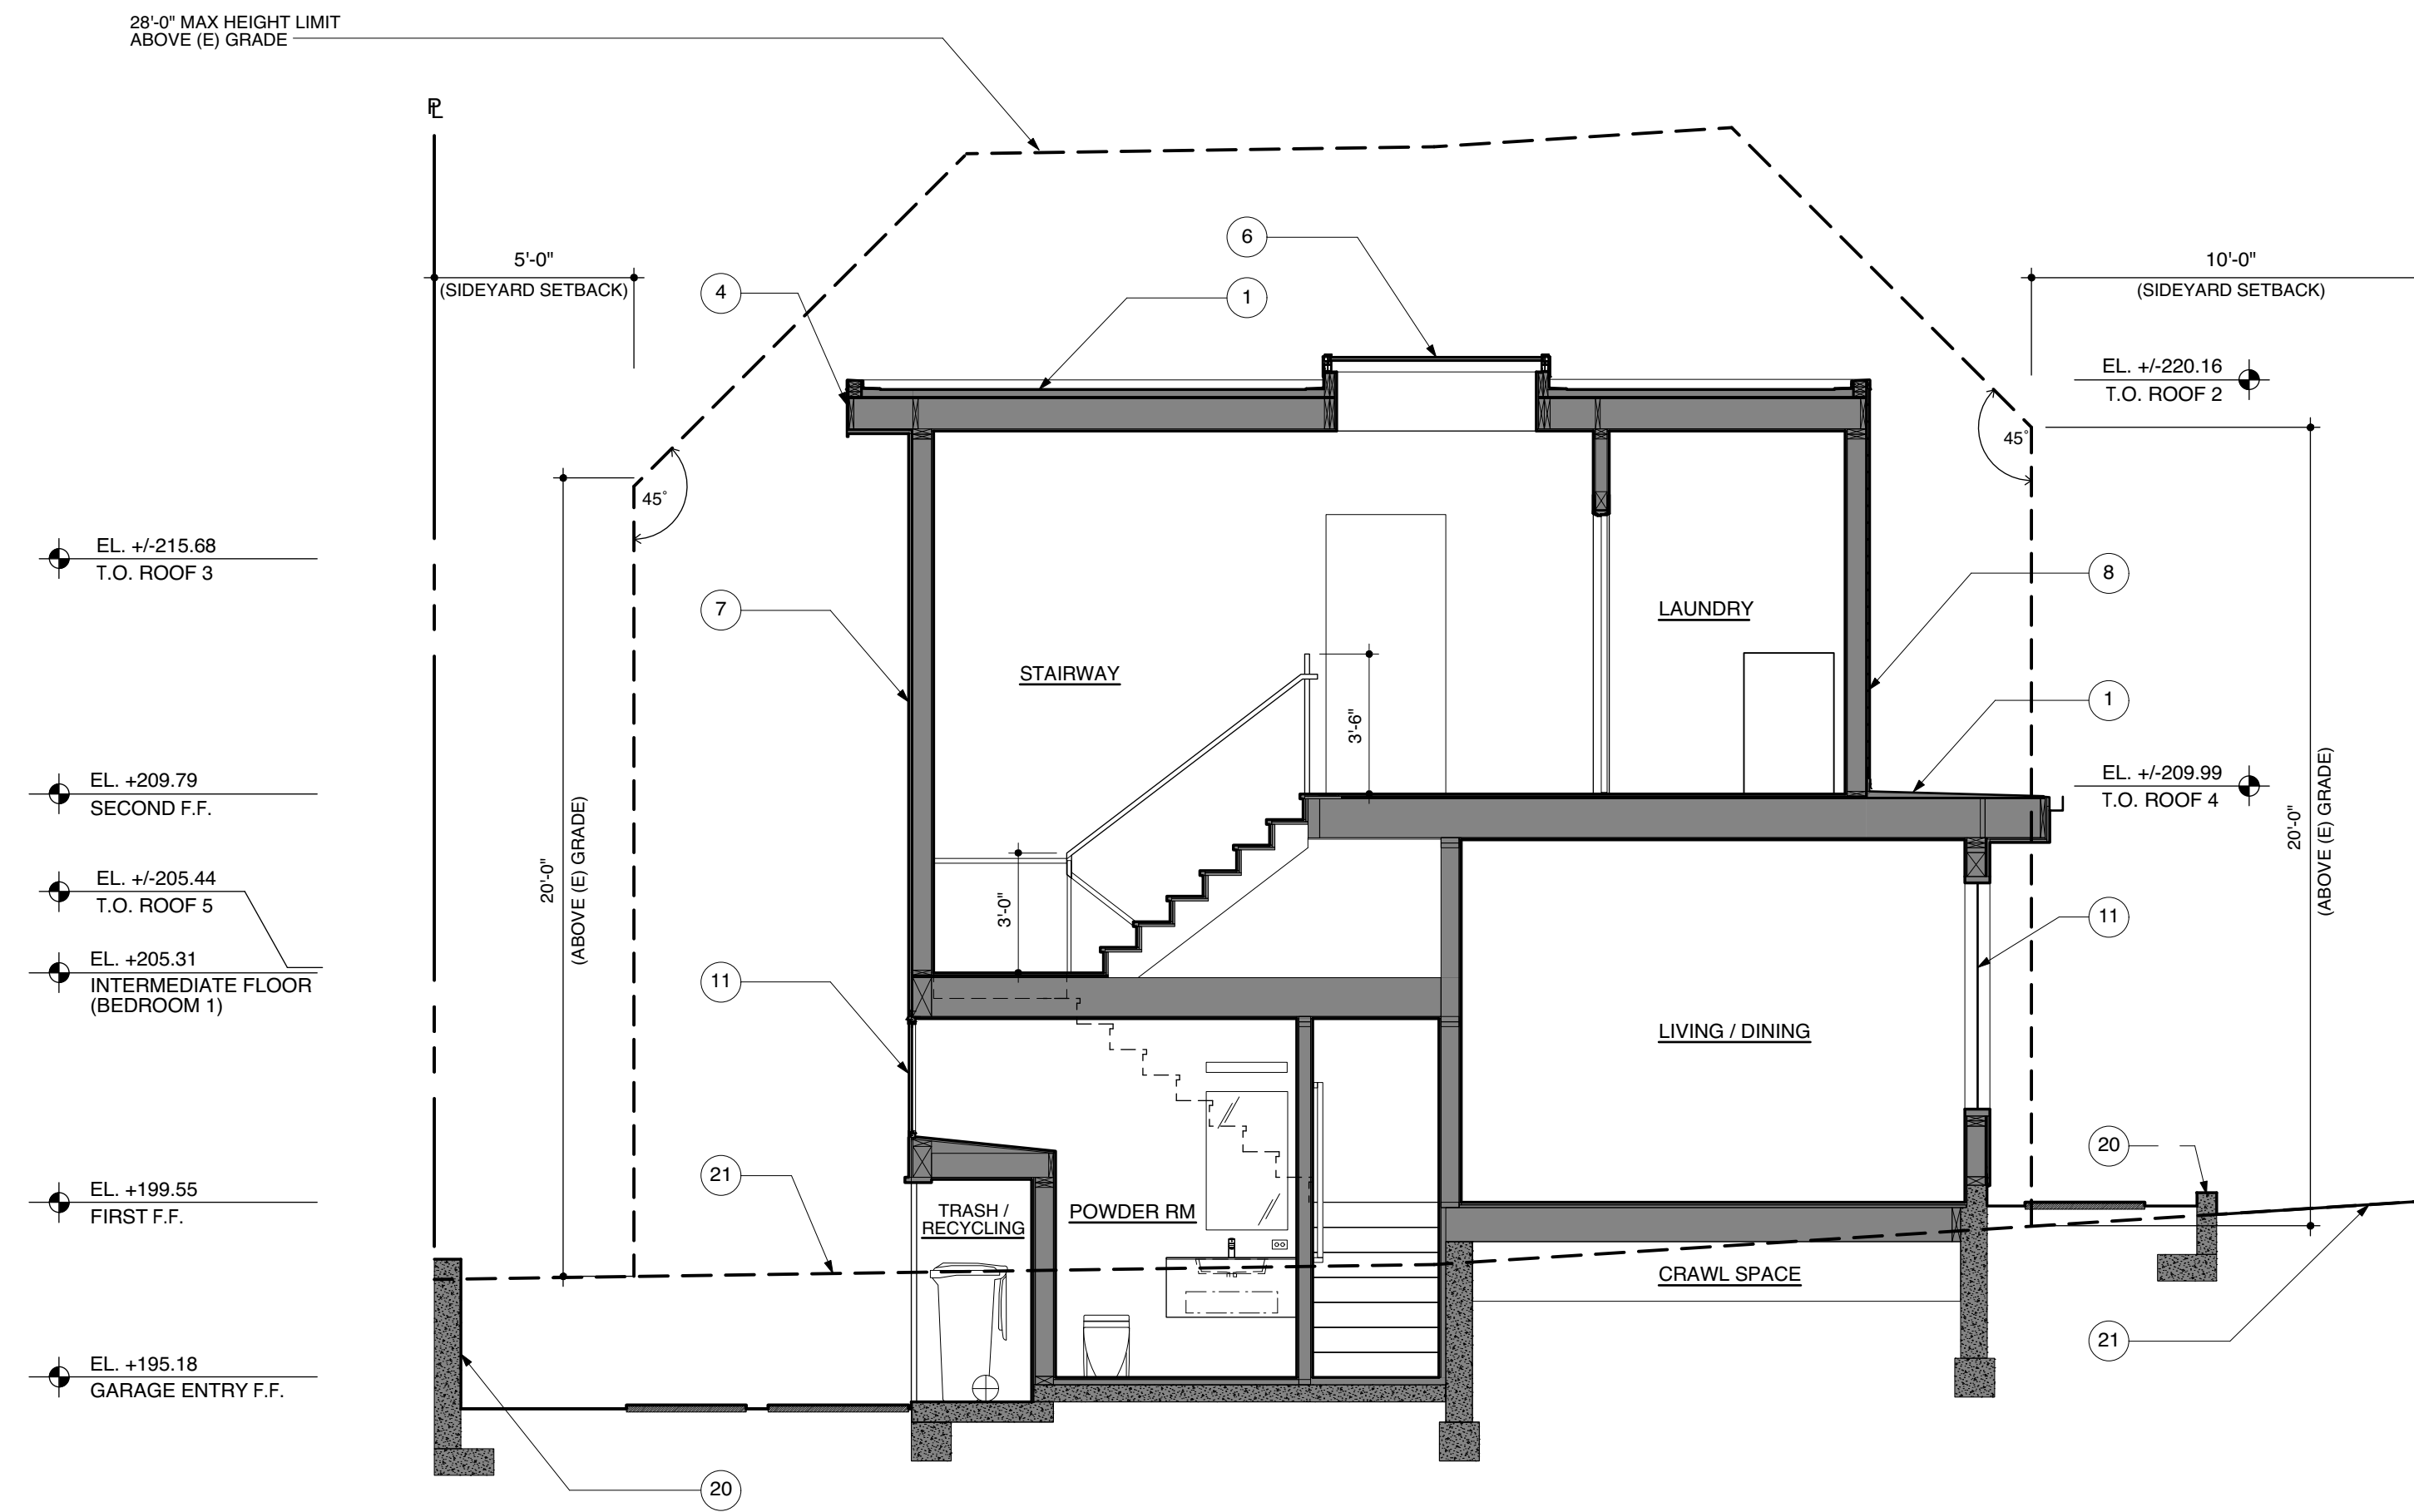 28'-0" MAX HEIGHT LIMIT
ABOVE (E) GRADE
PL
5'-0"
(SIDEYARD SETBACK)
10'-0"
(SIDEYARD SETBACK)
6
4
1
EL. +/-220.16
T.O. ROOF 2
45°
45°
EL. +/-215.68
T.O. ROOF 3
7
8
LAUNDRY
STAIRWAY
1
3'-6"
EL. +209.79
SECOND F.F.
EL. +/-209.99
T.O. ROOF 4
20'-0"
(ABOVE (E) GRADE)
20'-0"
(ABOVE (E) GRADE)
EL. +/-205.44
T.O. ROOF 5
3'-0"
11
EL. +205.31
INTERMEDIATE FLOOR
(BEDROOM 1)
11
LIVING / DINING
20
21
EL. +199.55
FIRST F.F.
TRASH /
RECYCLING
POWDER RM
CRAWL SPACE
21
EL. +195.18
GARAGE ENTRY F.F.
20